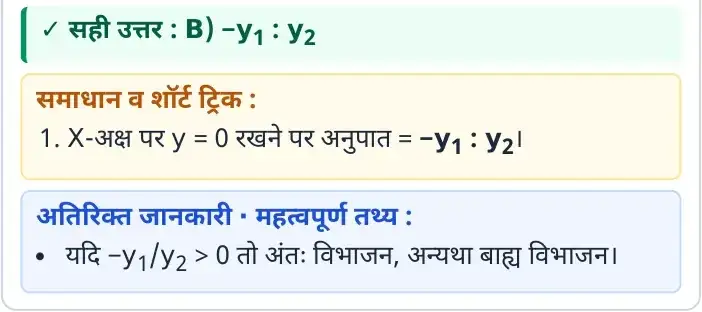 ✓ सही उत्तर : B) −y₁ : y₂
समाधान व शॉर्ट ट्रिक :
1. X-अक्ष पर y = 0 रखने पर अनुपात = −y₁ : y₂।
अतिरिक्त जानकारी · महत्वपूर्ण तथ्य :
• यदि −y₁/y₂ > 0 तो अंतः विभाजन, अन्यथा बाह्य विभाजन।